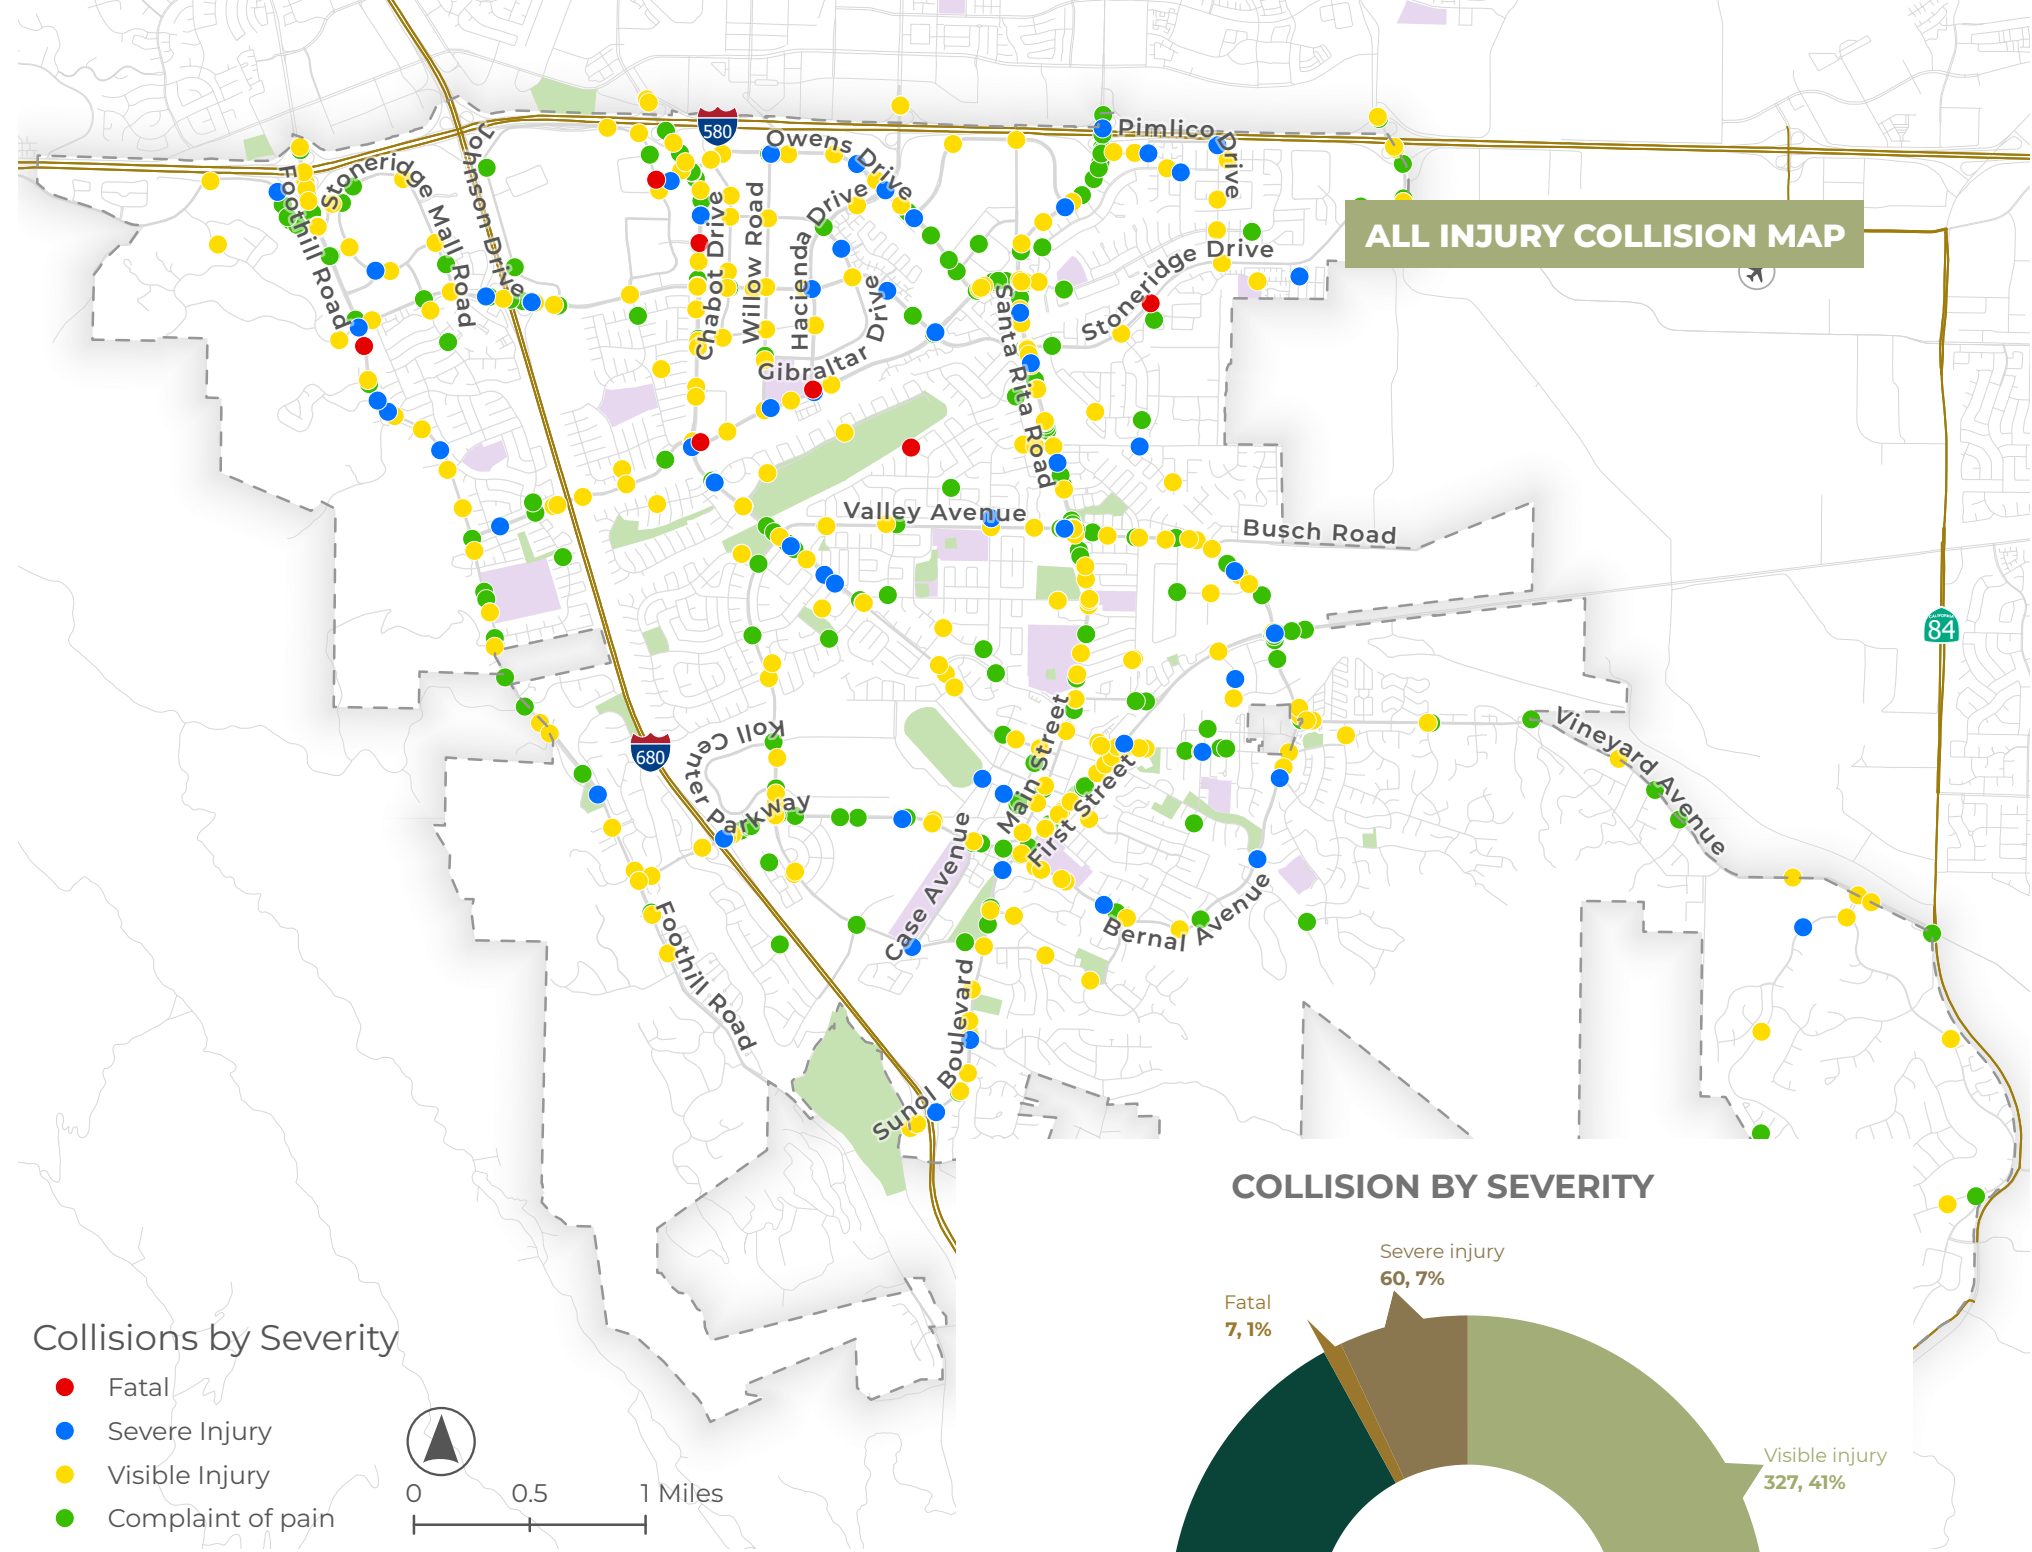 580
Pimlico Drive
Owens Drive
Johnson Drive
Stoneridge Mall Road
Foothill Road
Chabot Drive
Willow Road
Hacienda Drive
Gibraltar Drive
Stoneridge Drive
ALL INJURY COLLISION MAP
Santa Rita Road
Valley Avenue
Busch Road
CALIFORNIA
84
680
Koll Center Parkway
Main Street
First Street
Vineyard Avenue
Case Avenue
Bernal Avenue
Foothill Road
Sunol Boulevard
COLLISION BY SEVERITY
Severe injury
60, 7%
Fatal
7, 1%
Visible injury
327, 41%
Collisions by Severity
Fatal
Severe Injury
Visible Injury
Complaint of pain
0 0.5 1 Miles